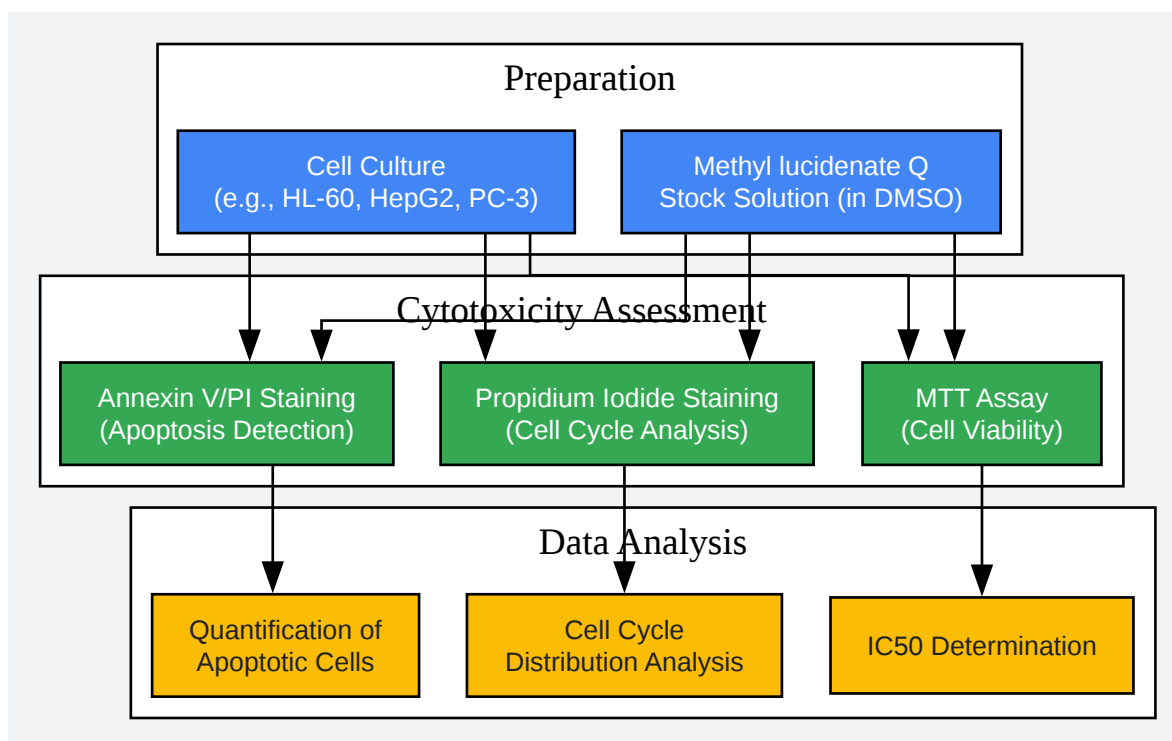 Preparation
Cell Culture
(e.g., HL-60, HepG2, PC-3)
Methyl lucidenate Q
Stock Solution (in DMSO)
Cytotoxicity Assessment
Annexin V/PI Staining
(Apoptosis Detection)
Propidium Iodide Staining
(Cell Cycle Analysis)
MTT Assay
(Cell Viability)
Data Analysis
Quantification of
Apoptotic Cells
Cell Cycle
Distribution Analysis
IC50 Determination